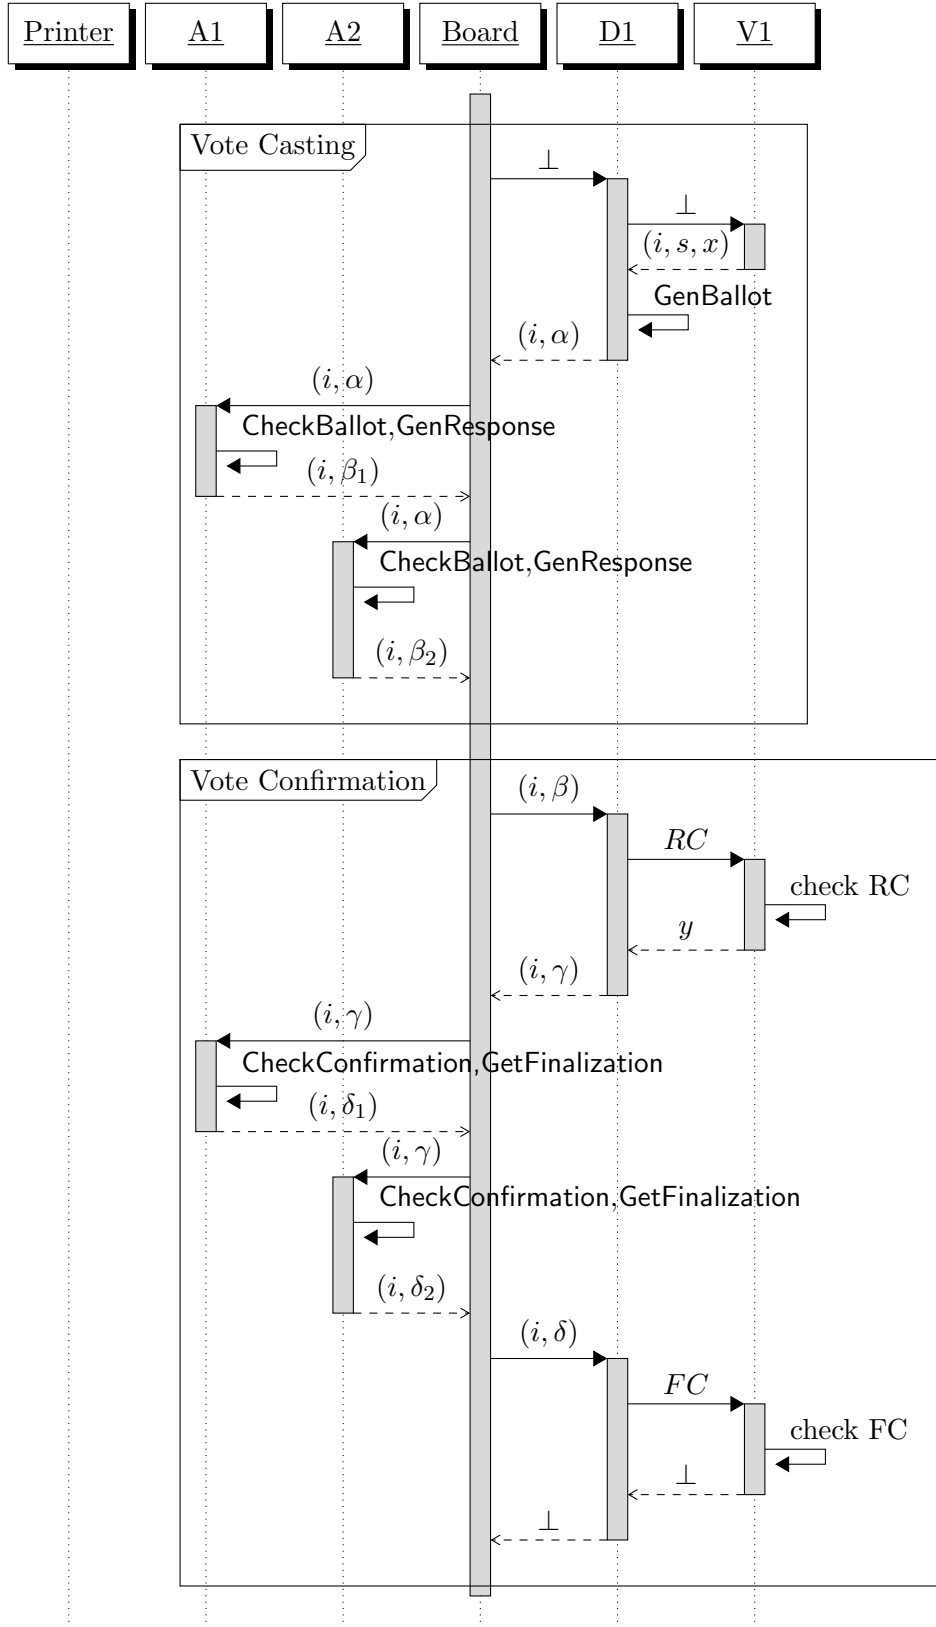 Printer A1 A2 Board D1 V1
Vote Casting
⊥
⊥
(i, s, x)
GenBallot
(i, α)
(i, α)
CheckBallot,GenResponse
(i, β₁)
(i, α)
CheckBallot,GenResponse
(i, β₂)
Vote Confirmation
(i, β)
RC
check RC
y
(i, γ)
(i, γ)
CheckConfirmation,GetFinalization
(i, δ₁)
(i, γ)
CheckConfirmation,GetFinalization
(i, δ₂)
(i, δ)
FC
check FC
⊥
⊥